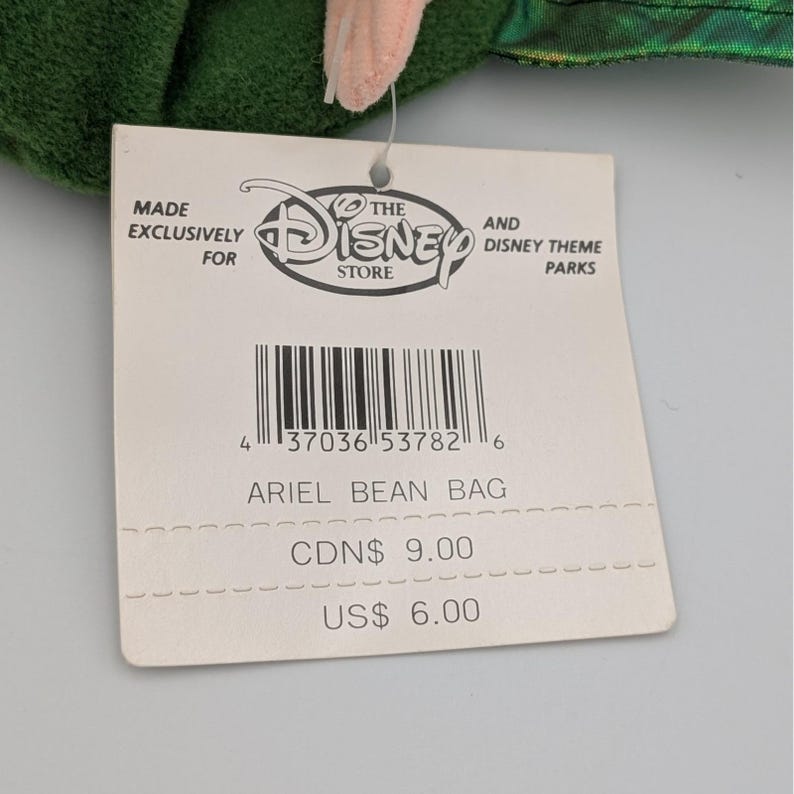 MADE
EXCLUSIVELY
FOR
THE
Disney
STORE
AND
DISNEY THEME
PARKS
4 37036 53782 6
ARIEL BEAN BAG
CDN$ 9.00
US$ 6.00